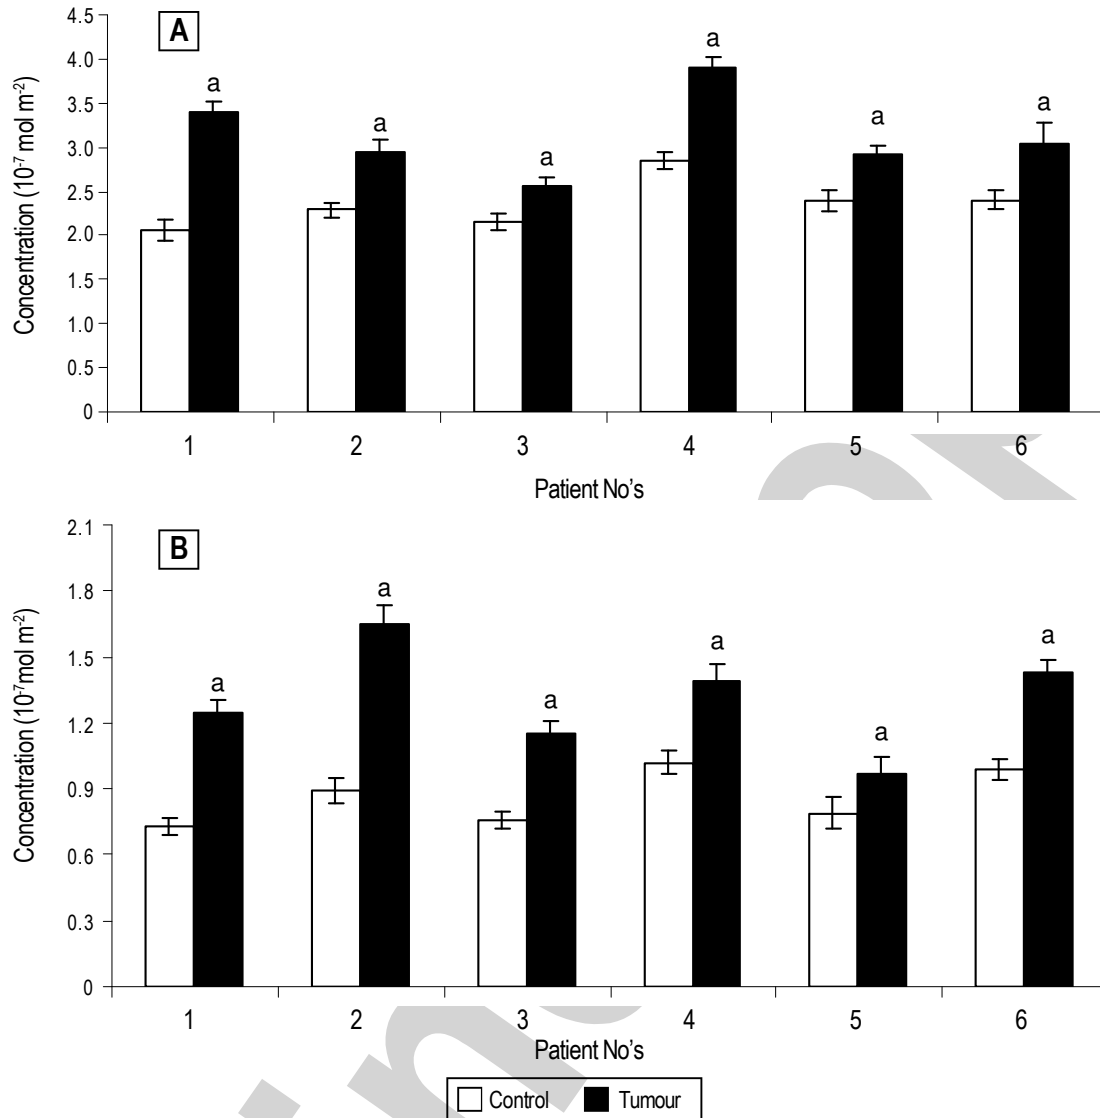 A
Concentration (10⁻⁷ mol m⁻²)
4.5
4.0
3.5
3.0
2.5
2.0
1.5
1.0
0.5
0
a
a
a
a
a
a
1 2 3 4 5 6
Patient No's
B
Concentration (10⁻⁷mol m⁻²)
2.1
1.8
1.5
1.2
0.9
0.6
0.3
0
a
a
a
a
a
a
1 2 3 4 5 6
Patient No's
Control Tumour